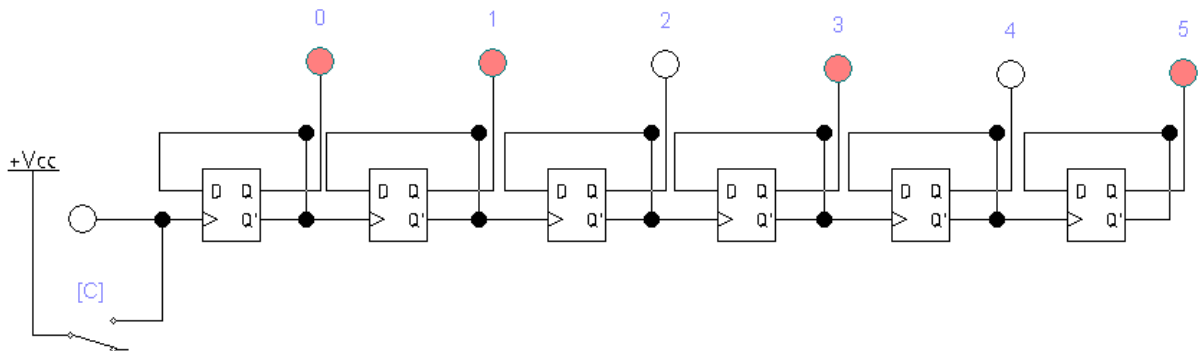 0 1 2 3 4 5
+Vcc
D Q D Q D Q D Q D Q D Q
Q' Q' Q' Q' Q' Q'
[C]